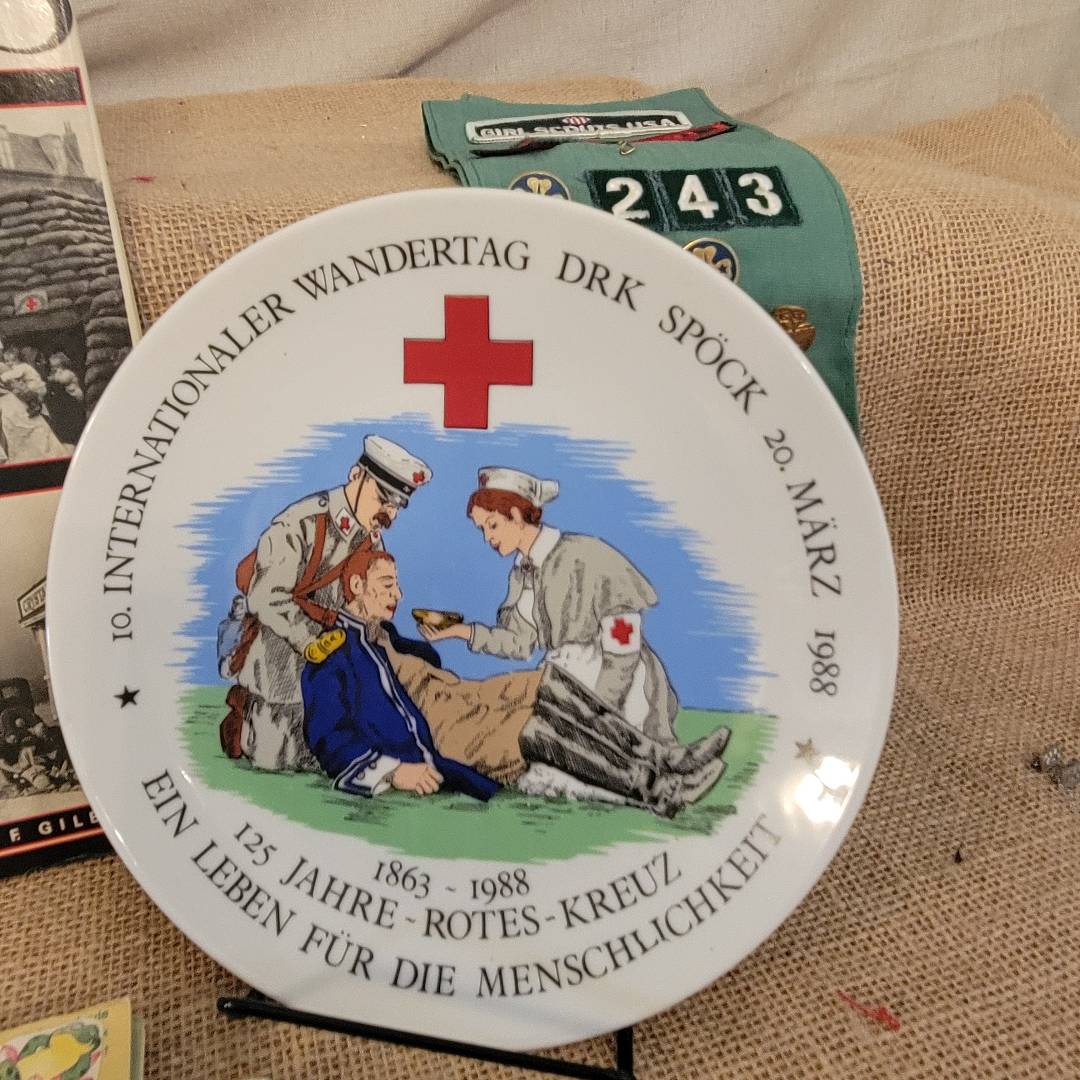 GIRL SCOUTS USA
243
10. INTERNATIONALER WANDERTAG DRK SPÖCK 20. MÄRZ 1988
1863 - 1988
125 JAHRE-ROTES-KREUZ
EIN LEBEN FÜR DIE MENSCHLICHKEIT